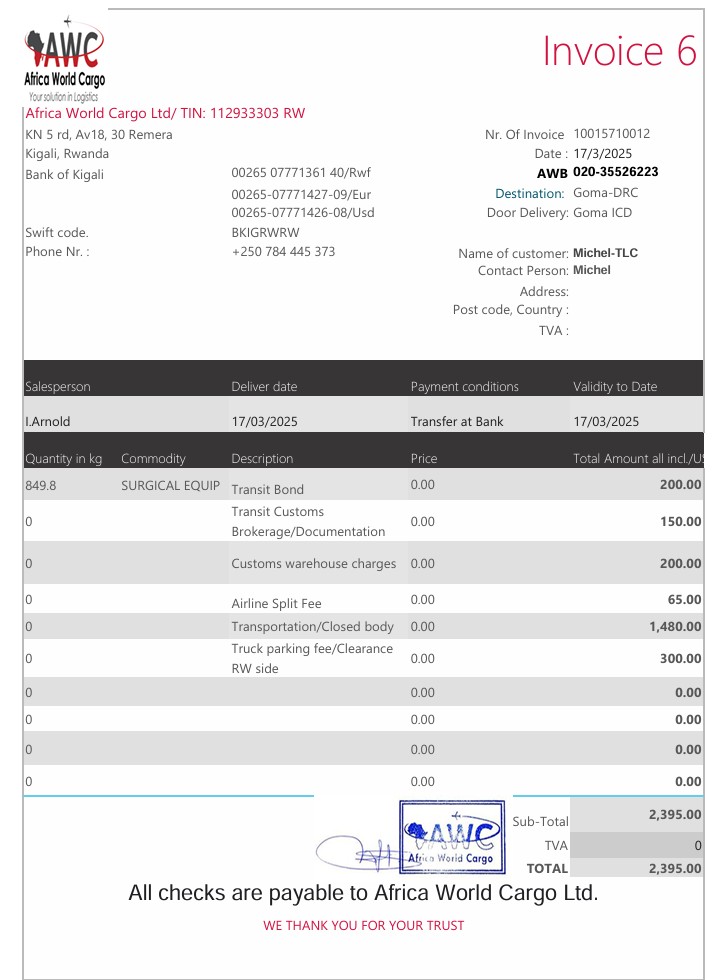 AWC
Africa World Cargo
Your solution in Logistics
Invoice 6
Africa World Cargo Ltd/ TIN: 112933303 RW
KN 5 rd, Av18, 30 Remera
Kigali, Rwanda
Bank of Kigali 00265 07771361 40/Rwf
00265-07771427-09/Eur
00265-07771426-08/Usd
Swift code. BKIGRWRW
Phone Nr. : +250 784 445 373
Nr. Of Invoice 10015710012
Date : 17/3/2025
AWB 020-35526223
Destination: Goma-DRC
Door Delivery: Goma ICD
Name of customer: Michel-TLC
Contact Person: Michel
Address:
Post code, Country :
TVA :
Salesperson Deliver date Payment conditions Validity to Date
I.Arnold 17/03/2025 Transfer at Bank 17/03/2025
Quantity in kg Commodity Description Price Total Amount all incl./U
849.8 SURGICAL EQUIP Transit Bond 0.00 200.00
0 Transit Customs Brokerage/Documentation 0.00 150.00
0 Customs warehouse charges 0.00 200.00
0 Airline Split Fee 0.00 65.00
0 Transportation/Closed body 0.00 1,480.00
0 Truck parking fee/Clearance RW side 0.00 300.00
0 0.00 0.00
0 0.00 0.00
0 0.00 0.00
0 0.00 0.00
Sub-Total 2,395.00
TVA 0
TOTAL 2,395.00
AWC
Africa World Cargo
All checks are payable to Africa World Cargo Ltd.
WE THANK YOU FOR YOUR TRUST